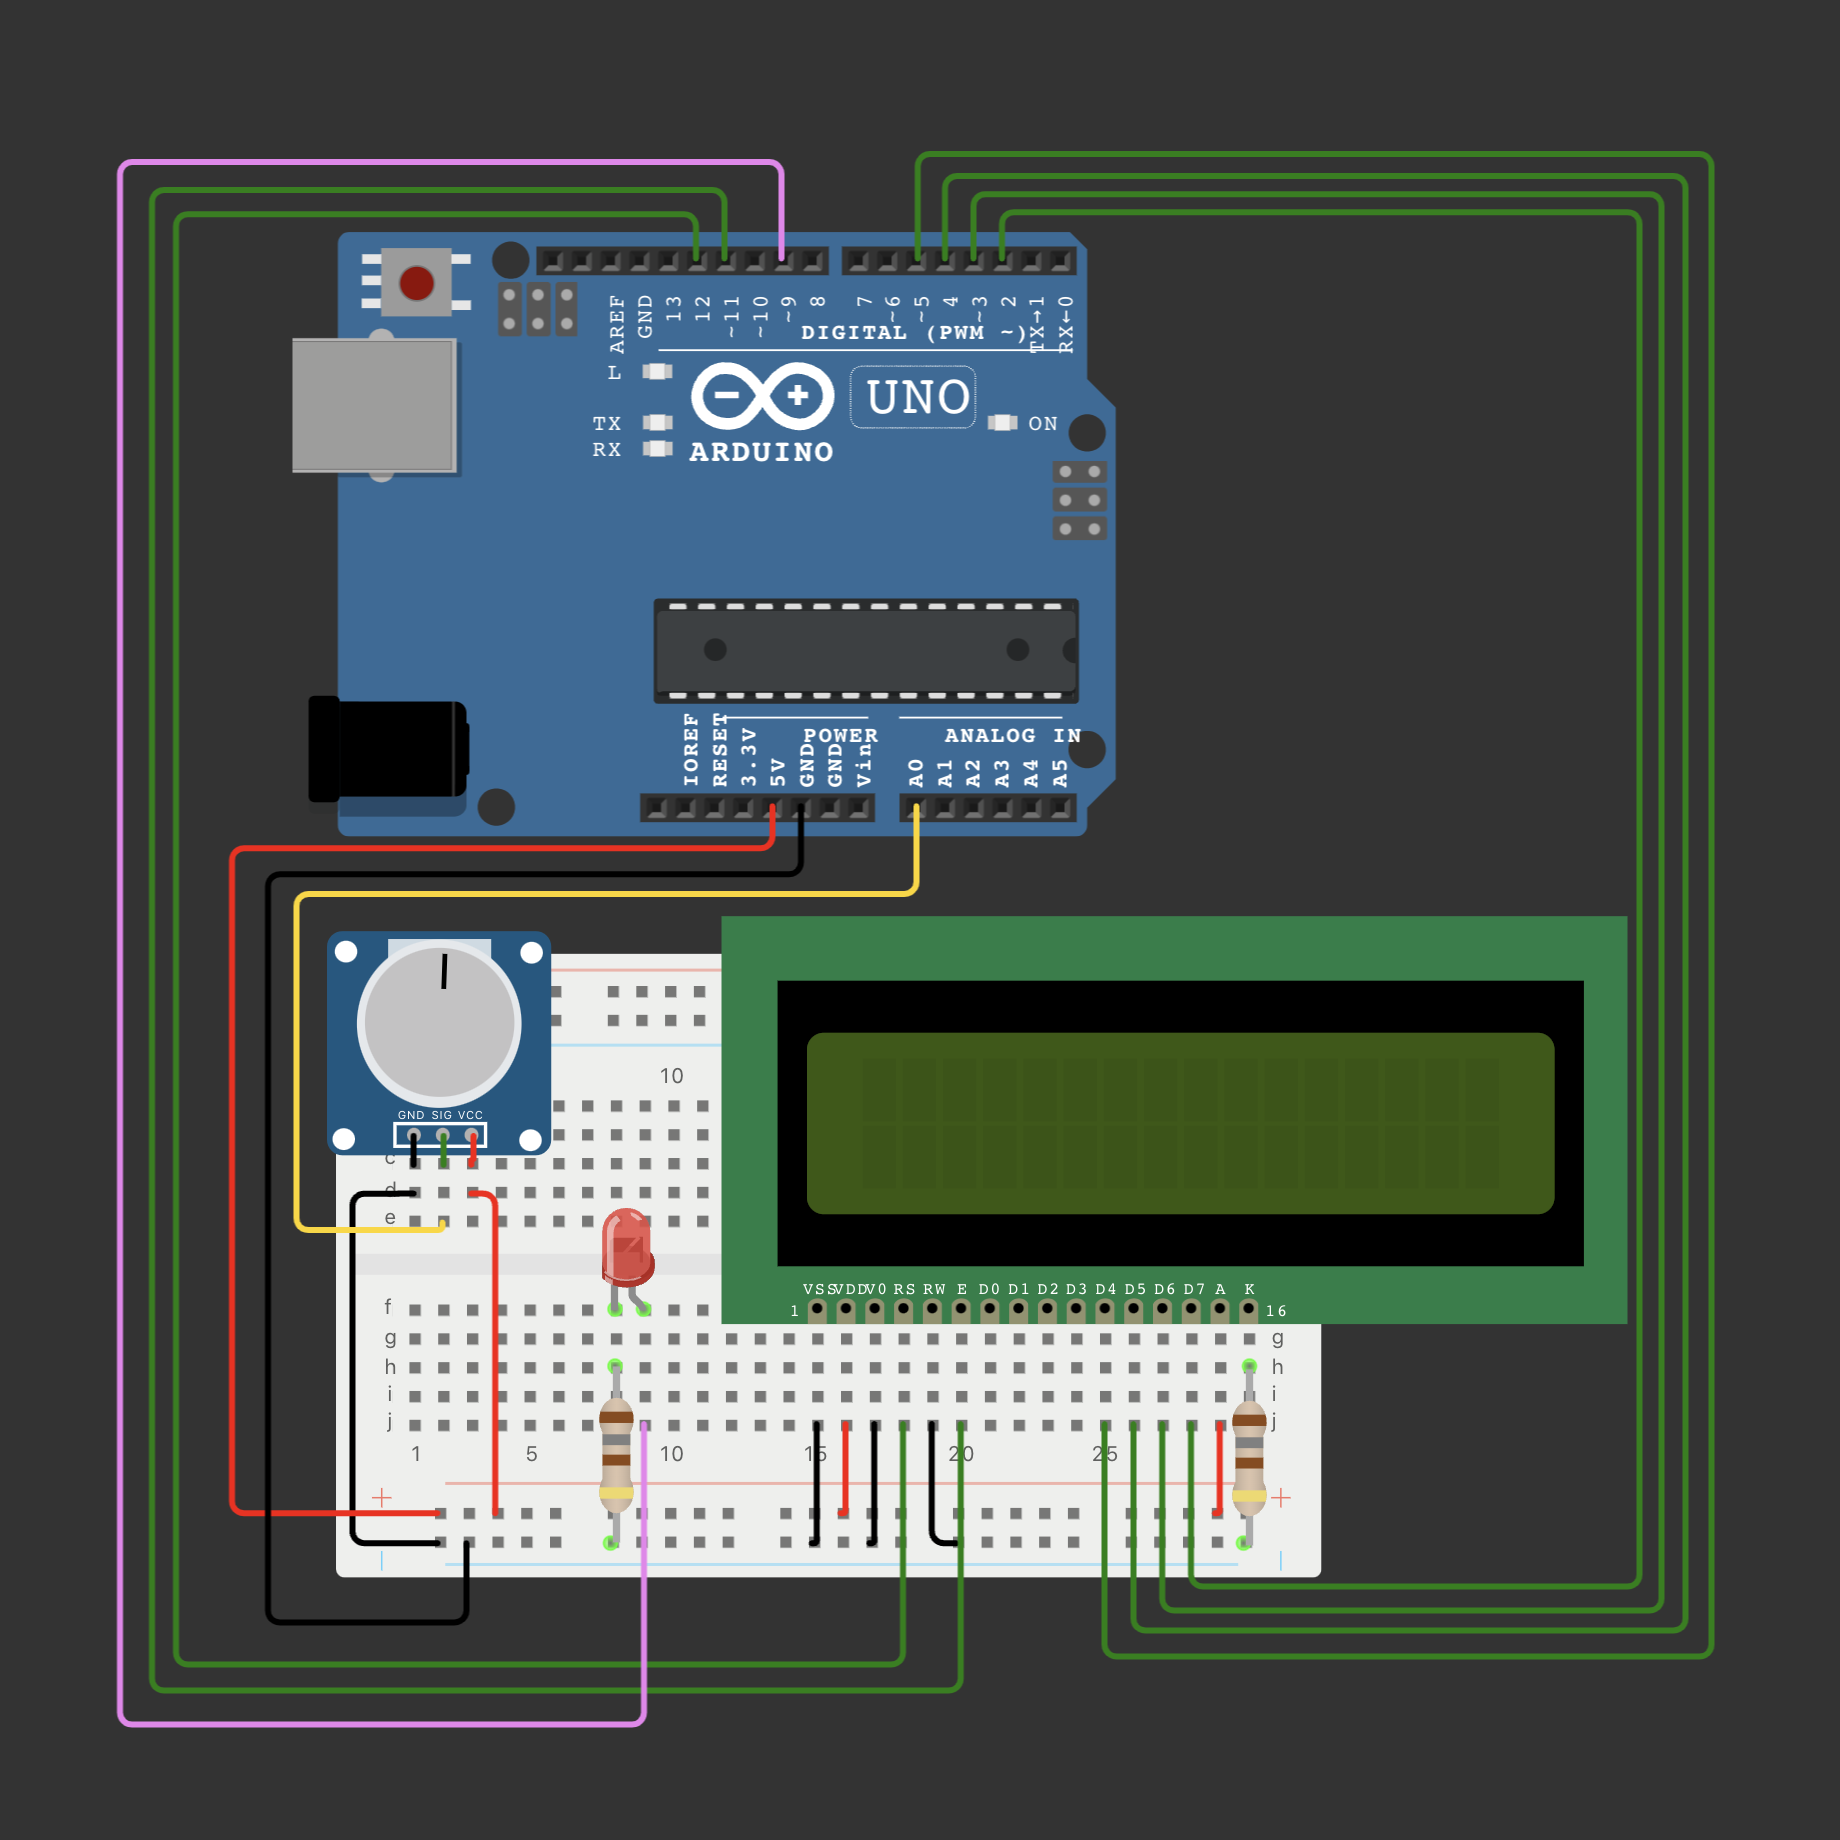 AREF GND 13 12 ~11 ~10 ~9 8 7 ~6 ~5 4 ~3 2 TX→1 RX←0
DIGITAL (PWM ~)
L
UNO
TX
ON
RX
ARDUINO
IOREF RESET 3.3V 5V GND GND Vin
POWER
ANALOG IN
A0 A1 A2 A3 A4 A5
10
GND SIG VCC
c
d
e
VSS VDD V0 RS RW E D0 D1 D2 D3 D4 D5 D6 D7 A K
1 16
f
g g
h h
i i
j j
1 5 10 15 20 25
+ +
| |